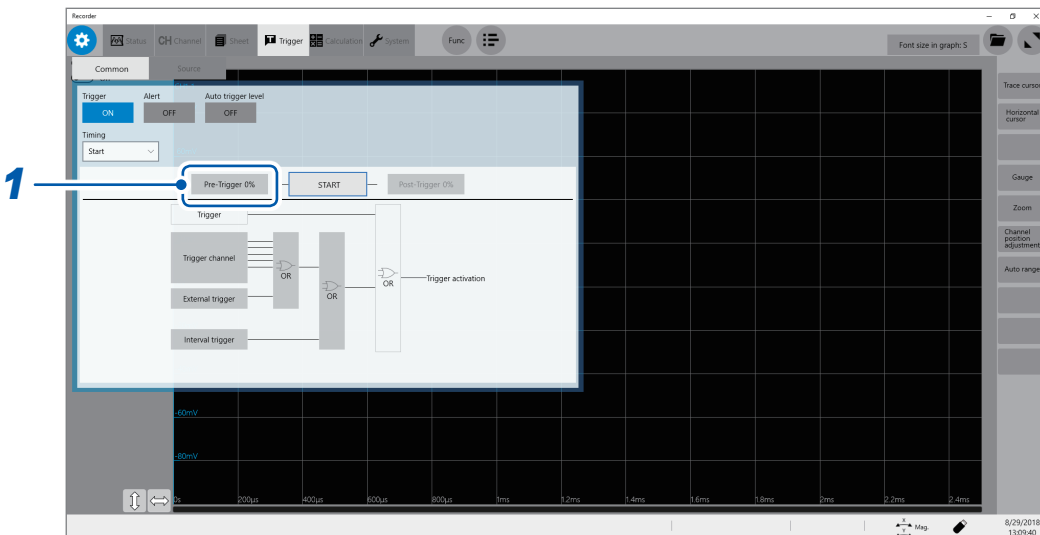 Recorder
Status
CH Channel
Sheet
Trigger
Calculation
System
Func
Font size in graph: S
Common
Source
Trigger
Alert
Auto trigger level
ON
OFF
OFF
Timing
Start
1
Pre-Trigger 0%
START
Post-Trigger 0%
Trigger
Trigger channel
OR
External trigger
OR
OR
Trigger activation
Interval trigger
-60mV
-80mV
0s
200µs
400µs
600µs
800µs
1ms
1.2ms
1.4ms
1.6ms
1.8ms
2ms
2.2ms
2.4ms
Trace cursor
Horizontal
cursor
Gauge
Zoom
Channel
position
adjustment
Auto range
X
Y
Mag.
8/29/2018
13:09:40